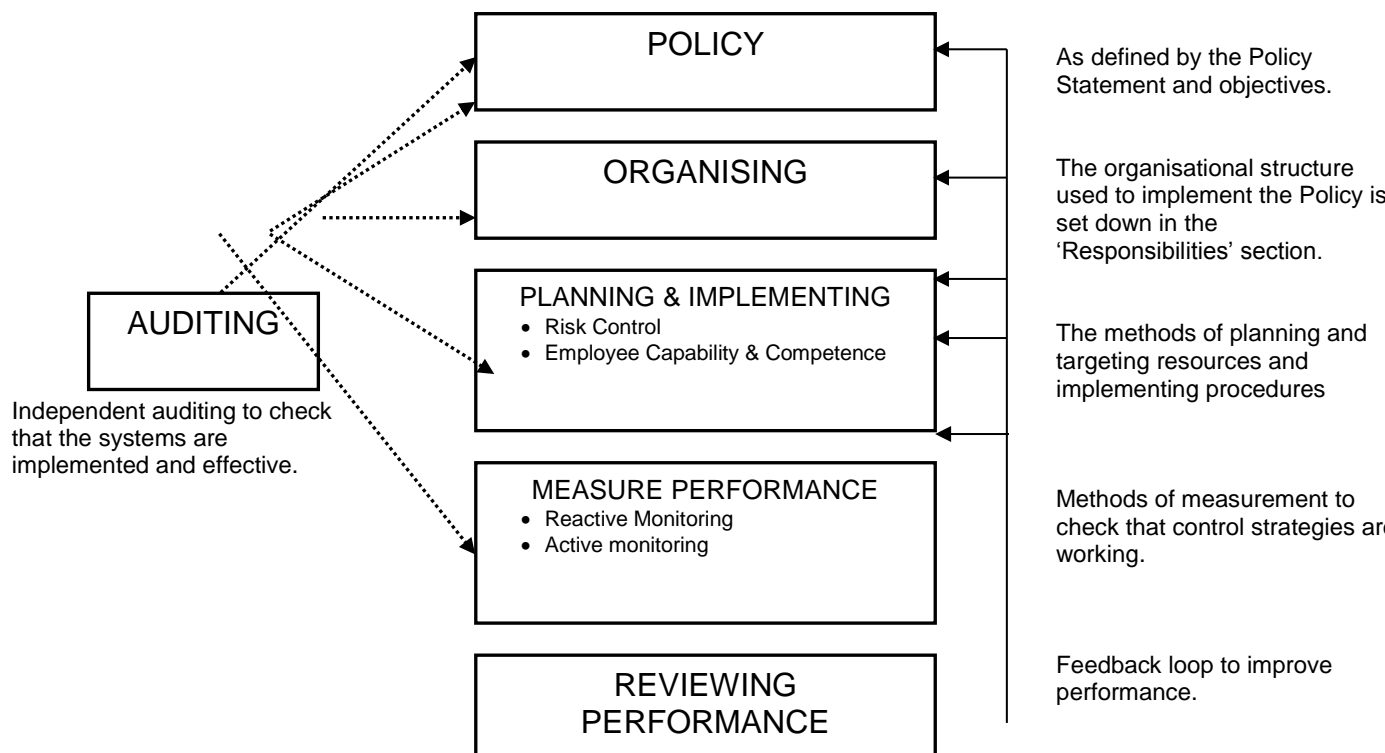 POLICY
As defined by the Policy
Statement and objectives.
ORGANISING
The organisational structure
used to implement the Policy is
set down in the
‘Responsibilities’ section.
AUDITING
Independent auditing to check
that the systems are
implemented and effective.
PLANNING & IMPLEMENTING
• Risk Control
• Employee Capability & Competence
The methods of planning and
targeting resources and
implementing procedures
MEASURE PERFORMANCE
• Reactive Monitoring
• Active monitoring
Methods of measurement to
check that control strategies are
working.
REVIEWING
PERFORMANCE
Feedback loop to improve
performance.